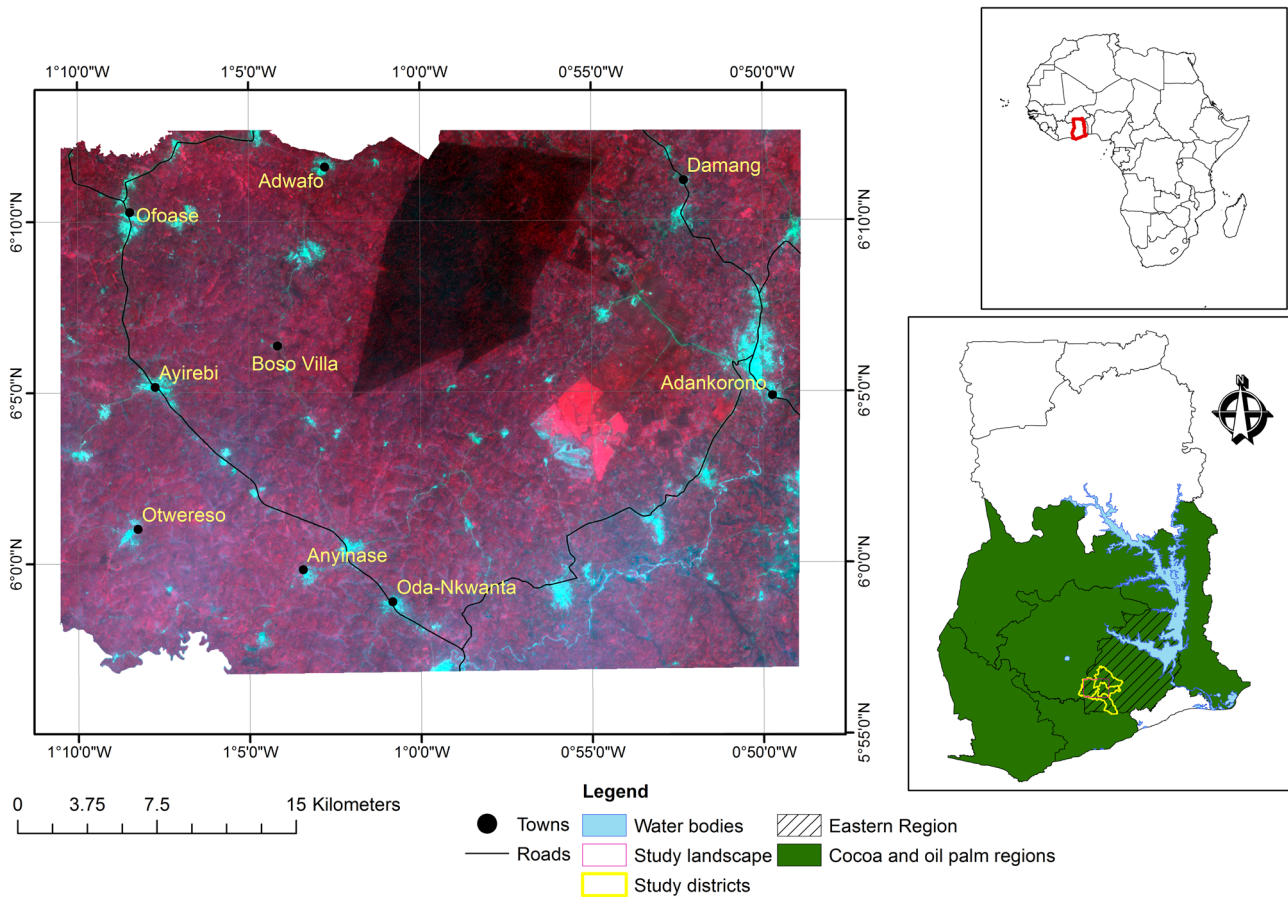 1°10'0"W 1°5'0"W 1°0'0"W 0°55'0"W 0°50'0"W
Damang
Adwafo
Ofoase
6°10'0"N
6°10'0"N
Boso Villa
Ayirebi
Adankorono
6°5'0"N
6°5'0"N
N
Otwereso
Anyinase
Oda-Nkwanta
6°0'0"N
6°0'0"N
5°55'0"N
1°10'0"W 1°5'0"W 1°0'0"W 0°55'0"W 0°50'0"W
0 3.75 7.5 15 Kilometers
Legend
Towns
Roads
Water bodies
Study landscape
Study districts
Eastern Region
Cocoa and oil palm regions